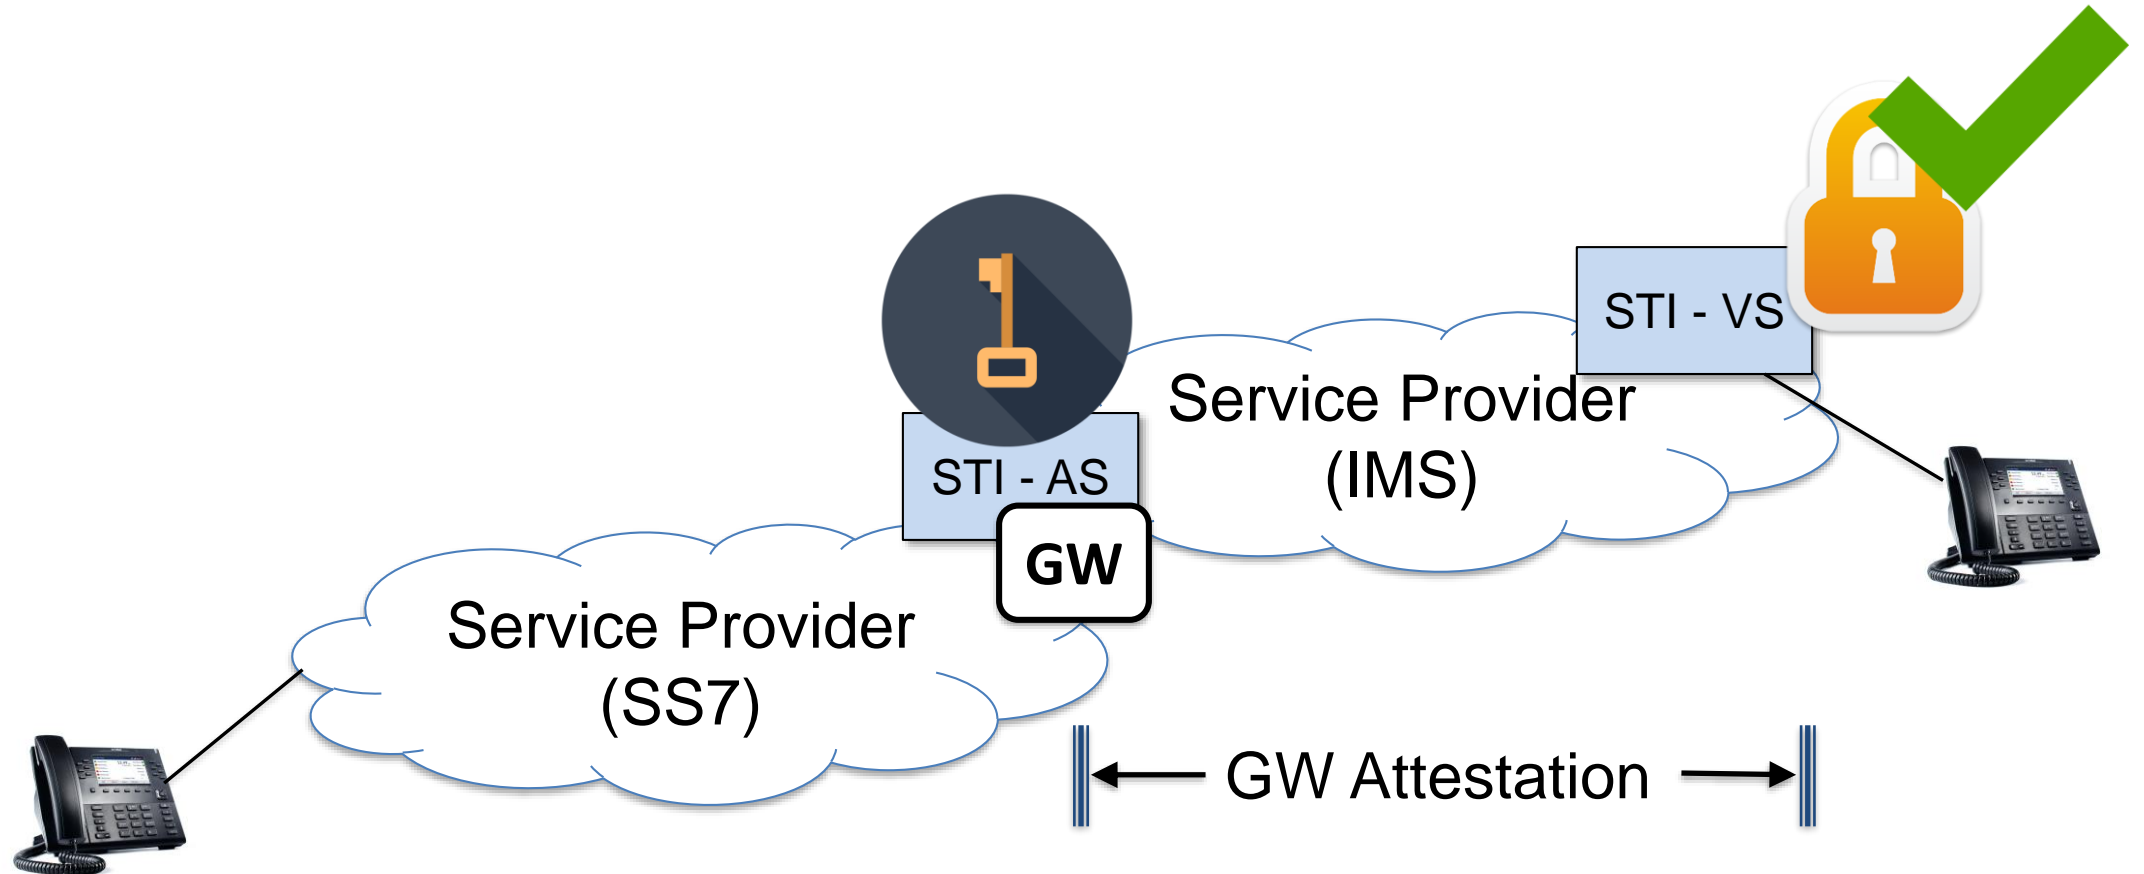 STI - VS
Service Provider
(IMS)
STI - AS
GW
Service Provider
(SS7)
GW Attestation